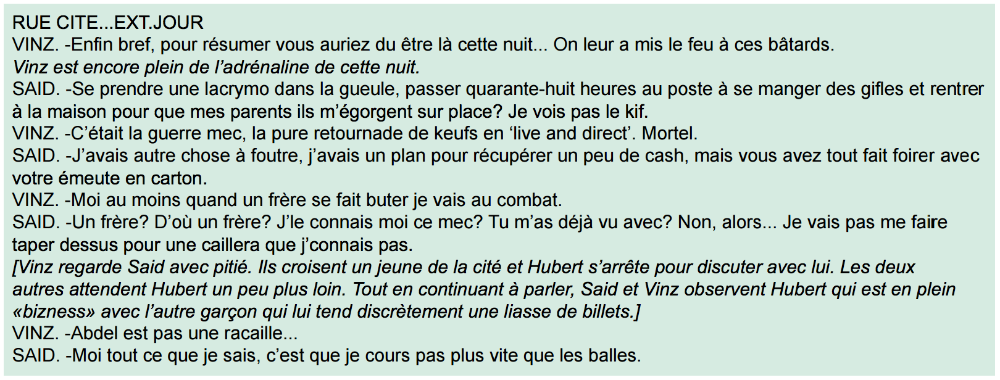 RUE CITE...EXT.JOUR
VINZ. -Enfin bref, pour résumer vous auriez du être là cette nuit... On leur a mis le feu à ces bâtards.
Vinz est encore plein de l’adrénaline de cette nuit.
SAID. -Se prendre une lacrymo dans la gueule, passer quarante-huit heures au poste à se manger des gifles et rentrer
à la maison pour que mes parents ils m’égorgent sur place? Je vois pas le kif.
VINZ. -C’était la guerre mec, la pure retournade de keufs en ‘live and direct’. Mortel.
SAID. -J’avais autre chose à foutre, j’avais un plan pour récupérer un peu de cash, mais vous avez tout fait foirer avec
votre émeute en carton.
VINZ. -Moi au moins quand un frère se fait buter je vais au combat.
SAID. -Un frère? D’où un frère? J’le connais moi ce mec? Tu m’as déjà vu avec? Non, alors... Je vais pas me faire
taper dessus pour une caillera que j’connais pas.
[Vinz regarde Said avec pitié. Ils croisent un jeune de la cité et Hubert s’arrête pour discuter avec lui. Les deux
autres attendent Hubert un peu plus loin. Tout en continuant à parler, Said et Vinz observent Hubert qui est en plein
«bizness» avec l’autre garçon qui lui tend discrètement une liasse de billets.]
VINZ. -Abdel est pas une racaille...
SAID. -Moi tout ce que je sais, c’est que je cours pas plus vite que les balles.